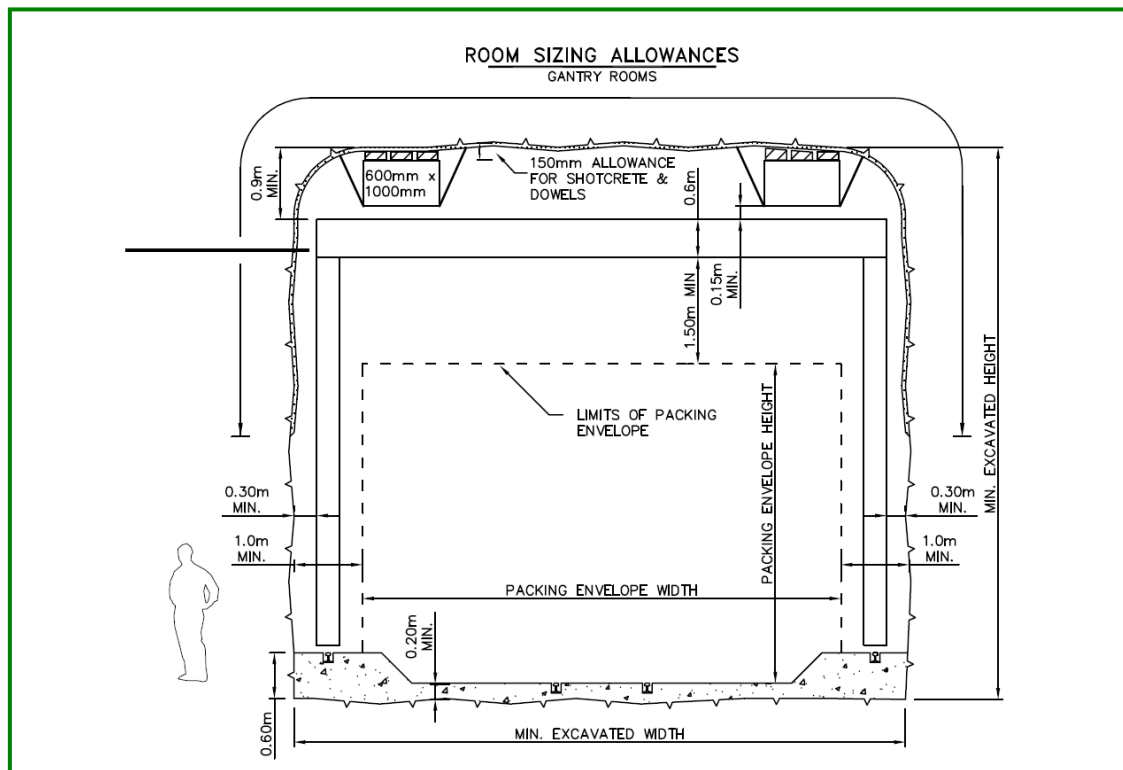 ROOM SIZING ALLOWANCES
GANTRY ROOMS
0.9m
MIN.
600mm x
1000mm
150mm ALLOWANCE
FOR SHOTCRETE &
DOWELS
0.6m
0.15m
MIN.
1.50m MIN
LIMITS OF PACKING
ENVELOPE
PACKING ENVELOPE HEIGHT
MIN. EXCAVATED HEIGHT
0.30m
MIN.
0.30m
MIN.
1.0m
MIN.
1.0m
MIN.
PACKING ENVELOPE WIDTH
0.20m
MIN.
0.60m
MIN. EXCAVATED WIDTH